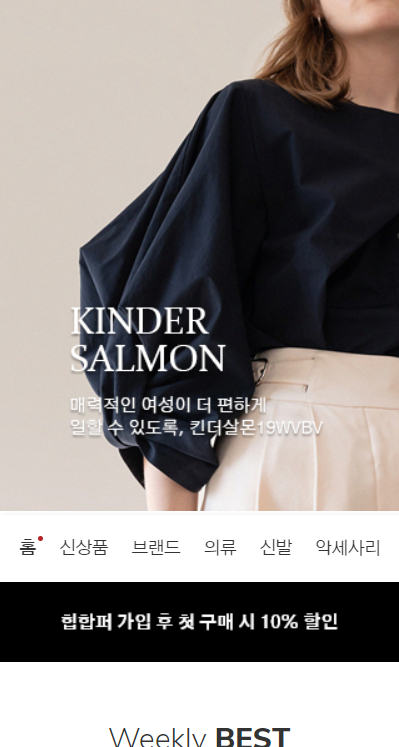 KINDER
SALMON
매력적인 여성이 더 편하게
일할 수 있도록, 킨더살몬19WVBV
홈 신상품 브랜드 의류 신발 악세사리
힙합퍼 가입 후 첫 구매 시 10% 할인
Weekly BEST